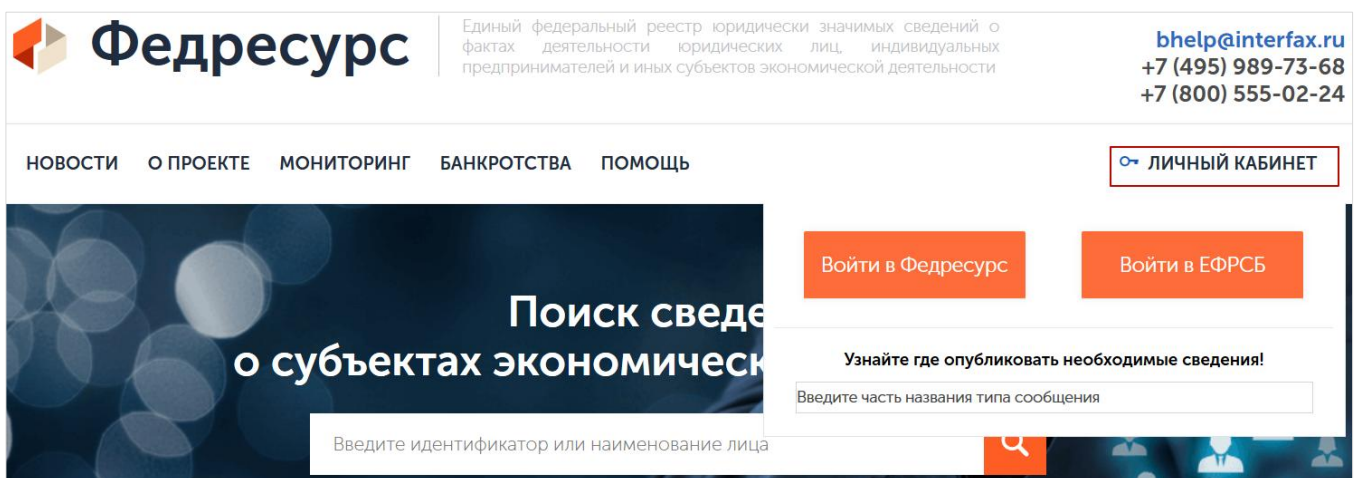 Федресурс
Единый федеральный реестр юридически значимых сведений о
фактах деятельности юридических лиц, индивидуальных
предпринимателей и иных субъектов экономической деятельности
bhelp@interfax.ru
+7 (495) 989-73-68
+7 (800) 555-02-24
НОВОСТИ О ПРОЕКТЕ МОНИТОРИНГ БАНКРОТСТВА ПОМОЩЬ
ЛИЧНЫЙ КАБИНЕТ
Войти в Федресурс
Войти в ЕФРСБ
Поиск сведе
о субъектах экономическ
Узнайте где опубликовать необходимые сведения!
Введите часть названия типа сообщения
Введите идентификатор или наименование лица